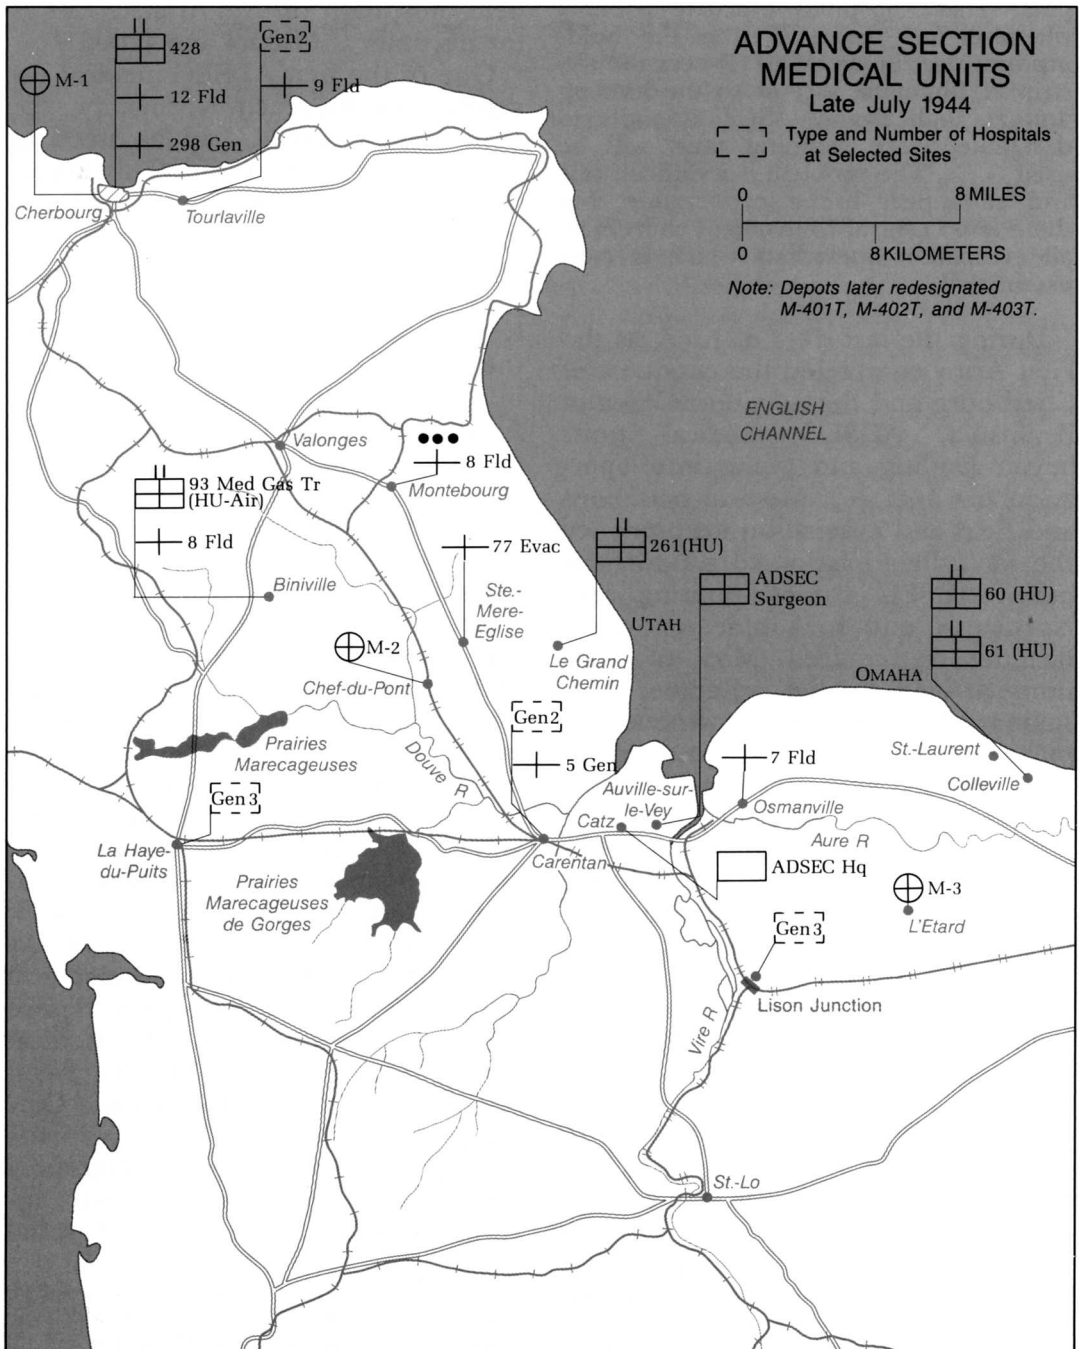 ADVANCE SECTION
MEDICAL UNITS
Late July 1944
Type and Number of Hospitals
at Selected Sites
0
8 MILES
0
8 KILOMETERS
Note: Depots later redesignated
M-401T, M-402T, and M-403T.
428
Gen 2
M-1
12 Fld
9 Fld
298 Gen
Cherbourg
Tourlaville
ENGLISH
CHANNEL
Valonges
8 Fld
Montebourg
93 Med Gas Tr
(HU-Air)
8 Fld
77 Evac
261(HU)
Biniville
Ste.-
Mere-
Eglise
ADSEC
Surgeon
60 (HU)
UTAH
61 (HU)
M-2
Le Grand
Chemin
OMAHA
Chef-du-Pont
Gen 2
Prairies
Marecageuses
Douve R
5 Gen
7 Fld
St.-Laurent
Colleville
Gen 3
Auville-sur-
le-Vey
Osmanville
Catz
Aure R
La Haye-
du-Puits
Carentan
ADSEC Hq
Prairies
Marecageuses
de Gorges
M-3
L'Etard
Gen 3
Lison Junction
Vire R
St.-Lo